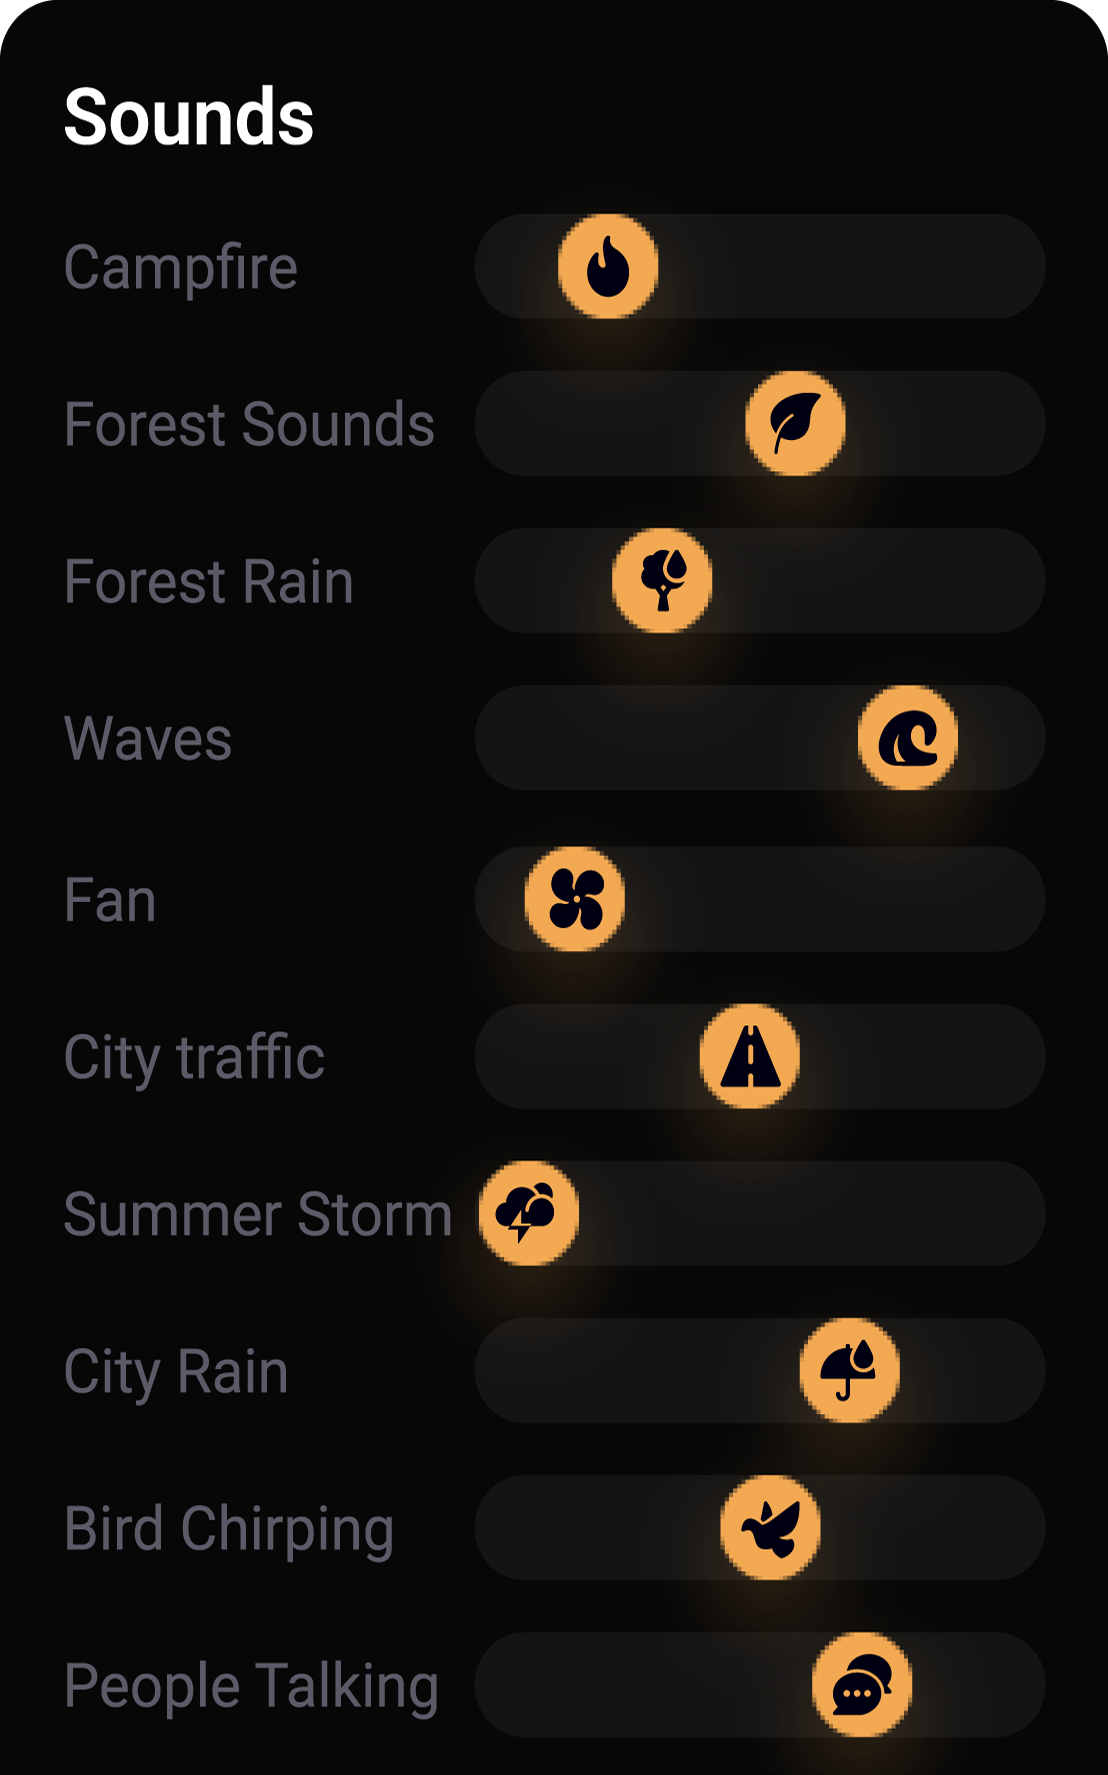 Sounds
Campfire
Forest Sounds
Forest Rain
Waves
Fan
City traffic
Summer Storm
City Rain
Bird Chirping
People Talking